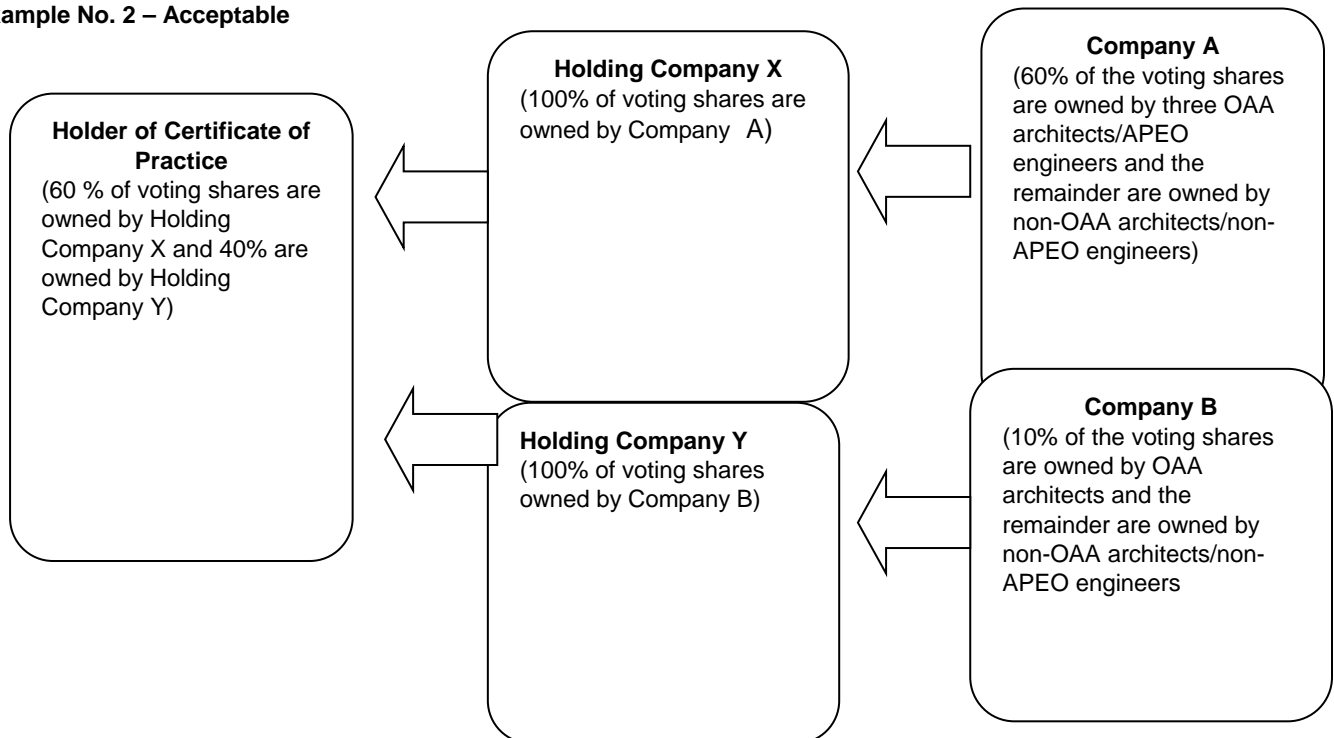 ample No. 2 – Acceptable
Holder of Certificate of
Practice
(60 % of voting shares are
owned by Holding
Company X and 40% are
owned by Holding
Company Y)
Holding Company X
(100% of voting shares are
owned by Company A)
Company A
(60% of the voting shares
are owned by three OAA
architects/APEO
engineers and the
remainder are owned by
non-OAA architects/non-
APEO engineers)
Holding Company Y
(100% of voting shares
owned by Company B)
Company B
(10% of the voting shares
are owned by OAA
architects and the
remainder are owned by
non-OAA architects/non-
APEO engineers